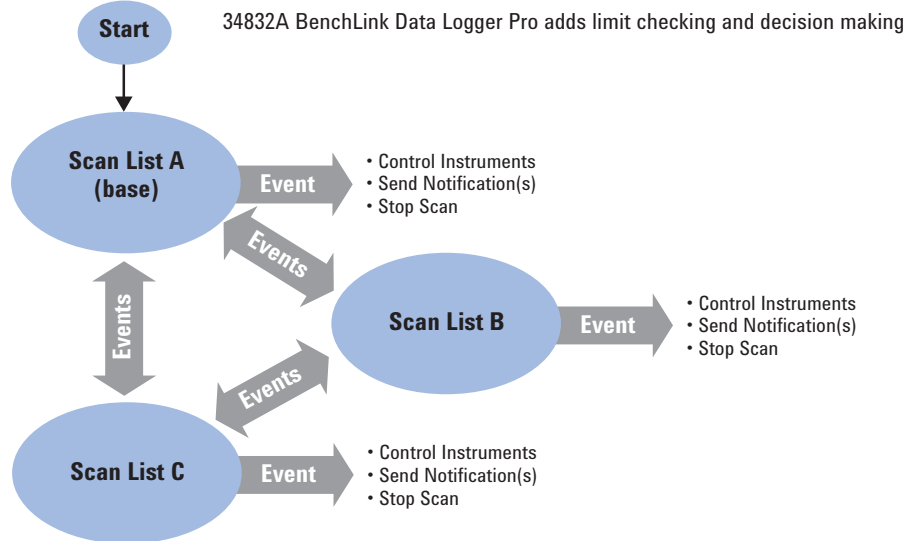 Start
34832A BenchLink Data Logger Pro adds limit checking and decision making
Scan List A
(base)
Event
• Control Instruments
• Send Notification(s)
• Stop Scan
Events
Events
Scan List B
Event
• Control Instruments
• Send Notification(s)
• Stop Scan
Events
Scan List C
Event
• Control Instruments
• Send Notification(s)
• Stop Scan